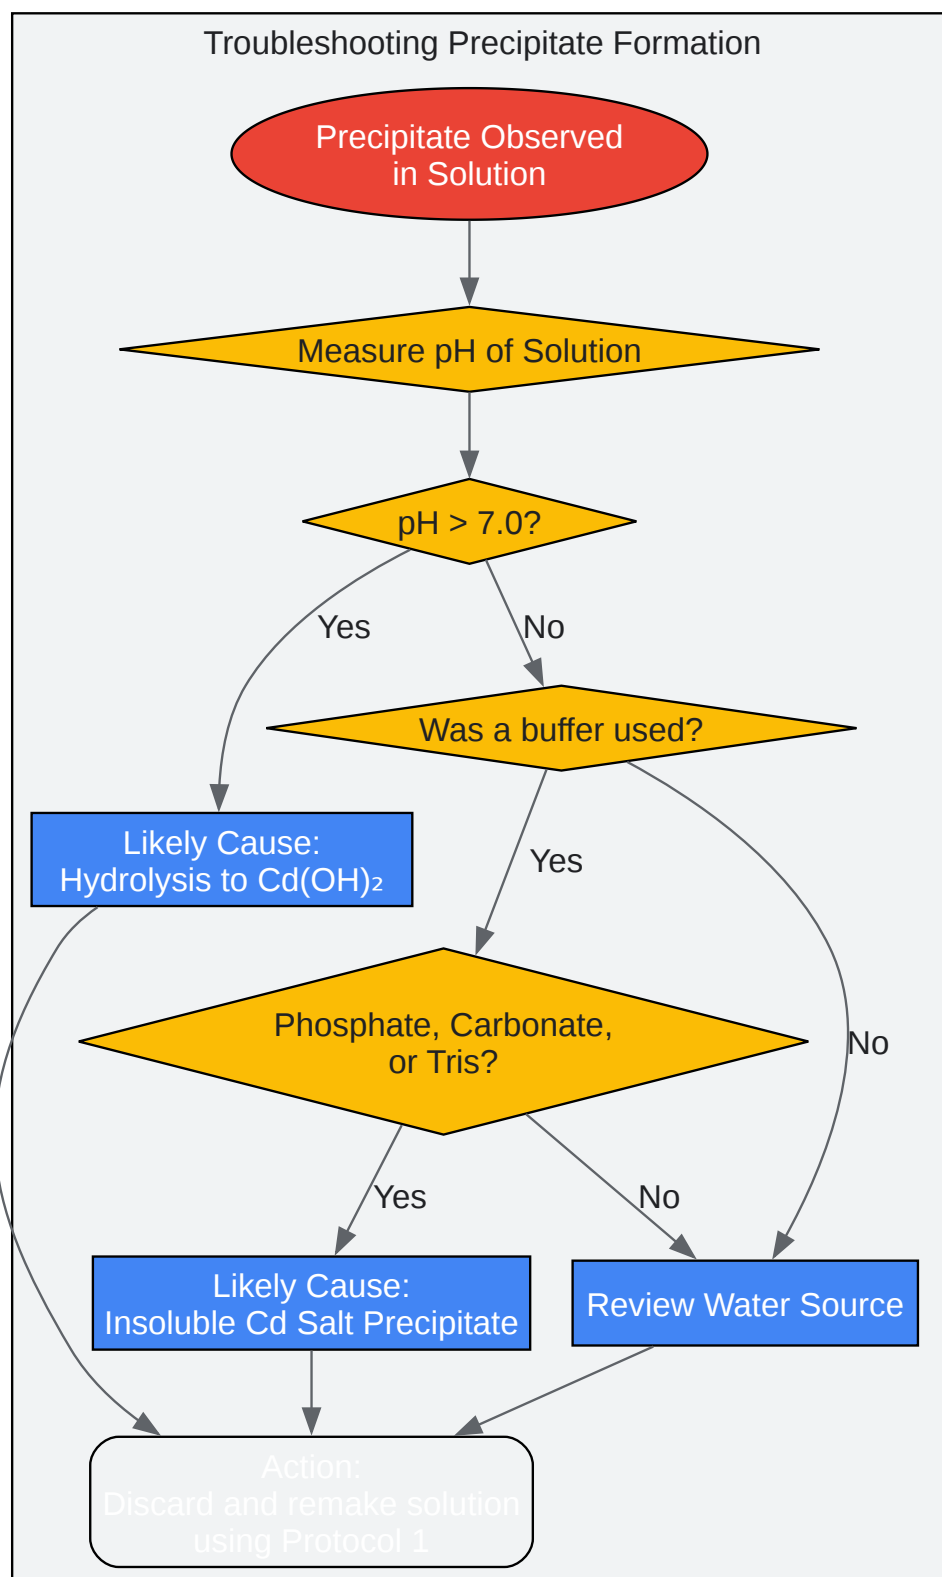 Troubleshooting Precipitate Formation
Precipitate Observed
in Solution
Measure pH of Solution
pH > 7.0?
Yes
No
Was a buffer used?
Likely Cause:
Hydrolysis to Cd(OH)₂
Yes
No
Phosphate, Carbonate,
or Tris?
Yes
No
Likely Cause:
Insoluble Cd Salt Precipitate
Review Water Source
Action:
Discard and remake solution
using Protocol 1